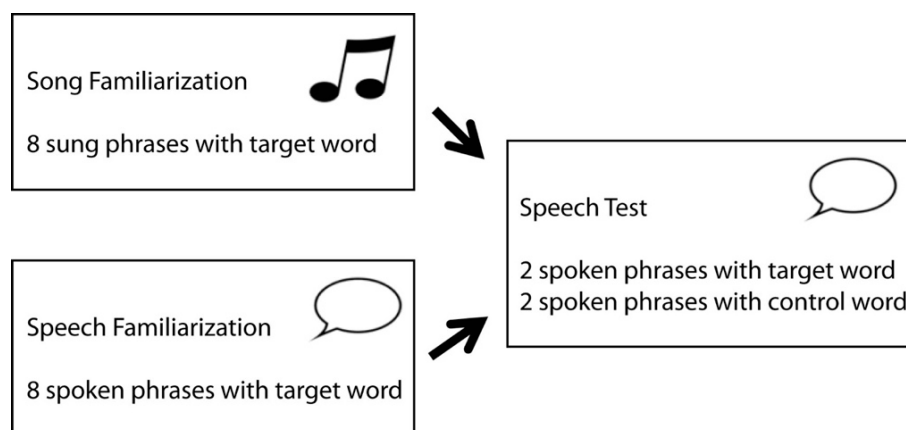 Song Familiarization
8 sung phrases with target word
Speech Familiarization
8 spoken phrases with target word
Speech Test
2 spoken phrases with target word
2 spoken phrases with control word